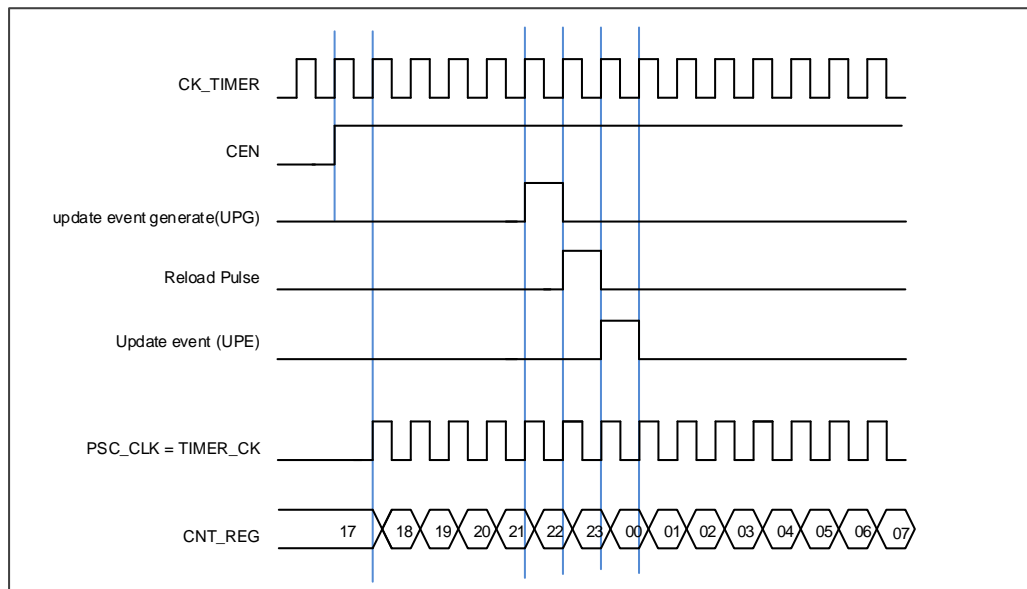 CK_TIMER
CEN
update event generate(UPG)
Reload Pulse
Update event (UPE)
PSC_CLK = TIMER_CK
CNT_REG 17 18 19 20 21 22 23 00 01 02 03 04 05 06 07